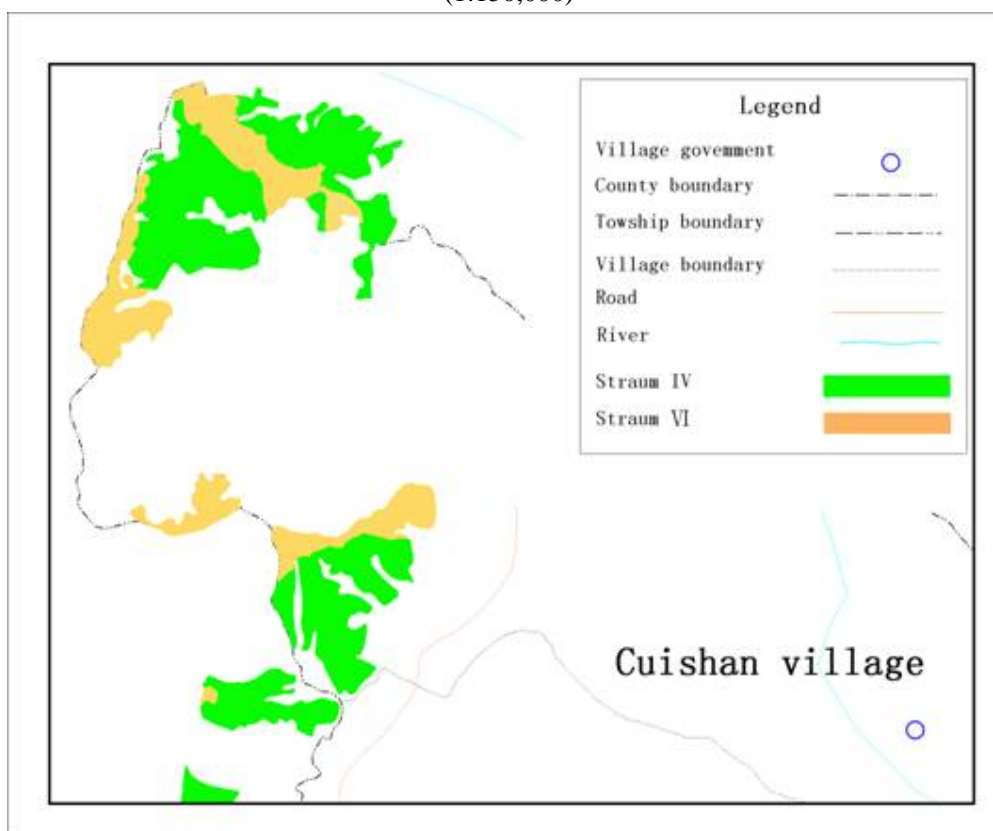 Legend
Village govemment
County boundary
Towship boundary
Village boundary
Road
River
Straum IV
Straum VI
Cuishan village